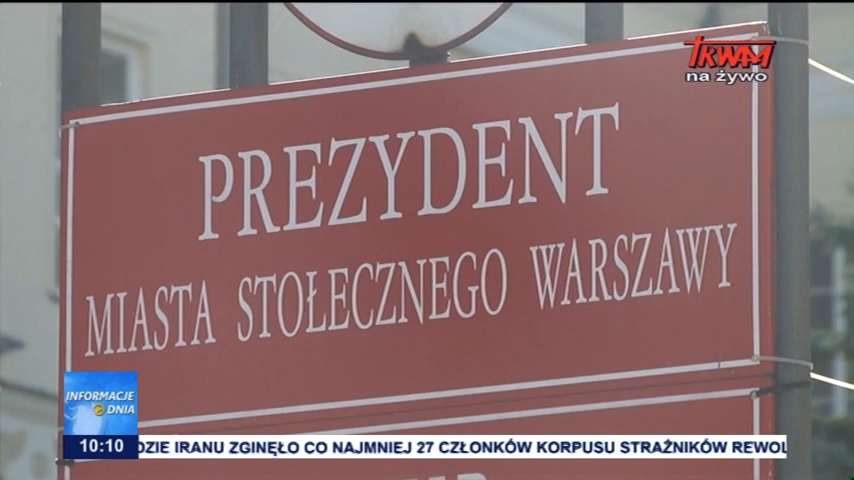 TRWAM
na żywo
PREZYDENT
MIASTA STOŁECZNEGO WARSZAWY
INFORMACJE
DNIA
10:10
DZIE IRANU ZGINĘŁO CO NAJMNIEJ 27 CZŁONKÓW KORPUSU STRAŻNIKÓW REWOL